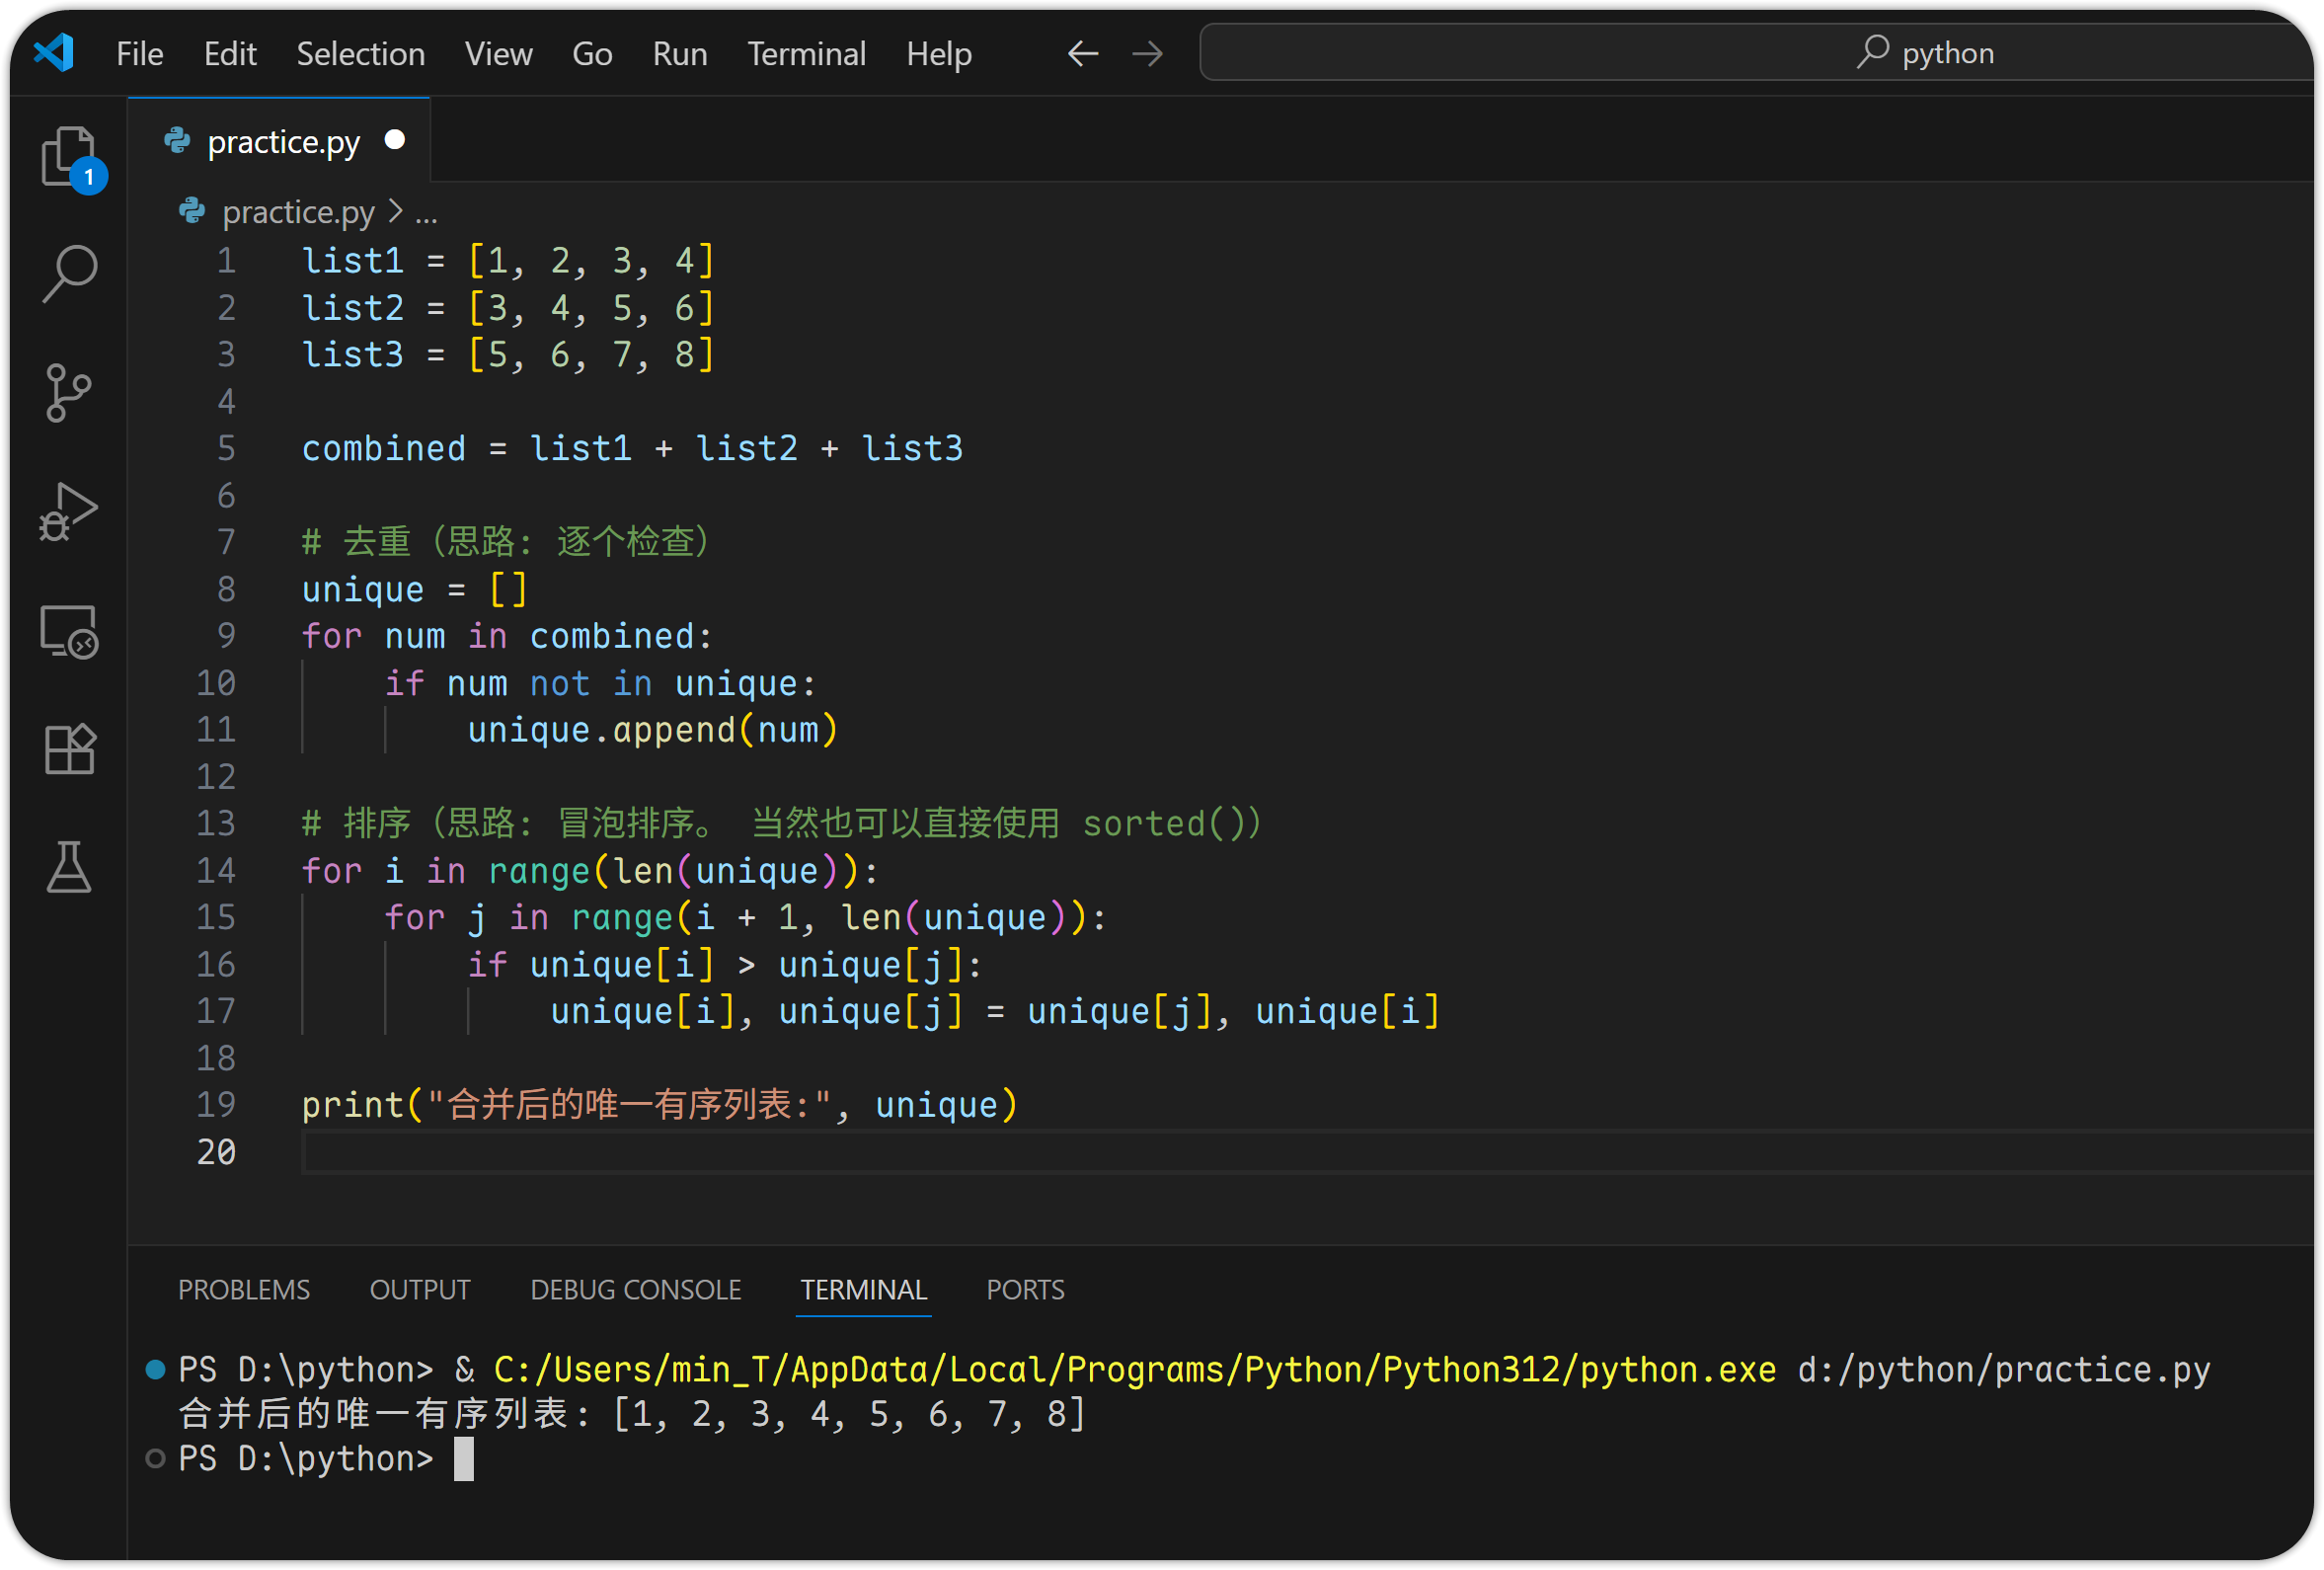 File Edit Selection View Go Run Terminal Help python
practice.py
1
practice.py > ...
1 list1 = [1, 2, 3, 4]
2 list2 = [3, 4, 5, 6]
3 list3 = [5, 6, 7, 8]
4
5 combined = list1 + list2 + list3
6
7 # 去重（思路: 逐个检查）
8 unique = []
9 for num in combined:
10     if num not in unique:
11         unique.append(num)
12
13 # 排序（思路: 冒泡排序。 当然也可以直接使用 sorted()）
14 for i in range(len(unique)):
15     for j in range(i + 1, len(unique)):
16         if unique[i] > unique[j]:
17             unique[i], unique[j] = unique[j], unique[i]
18
19 print("合并后的唯一有序列表:", unique)
20
PROBLEMS OUTPUT DEBUG CONSOLE TERMINAL PORTS
PS D:\python> & C:/Users/min_T/AppData/Local/Programs/Python/Python312/python.exe d:/python/practice.py
合并后的唯一有序列表: [1, 2, 3, 4, 5, 6, 7, 8]
PS D:\python>